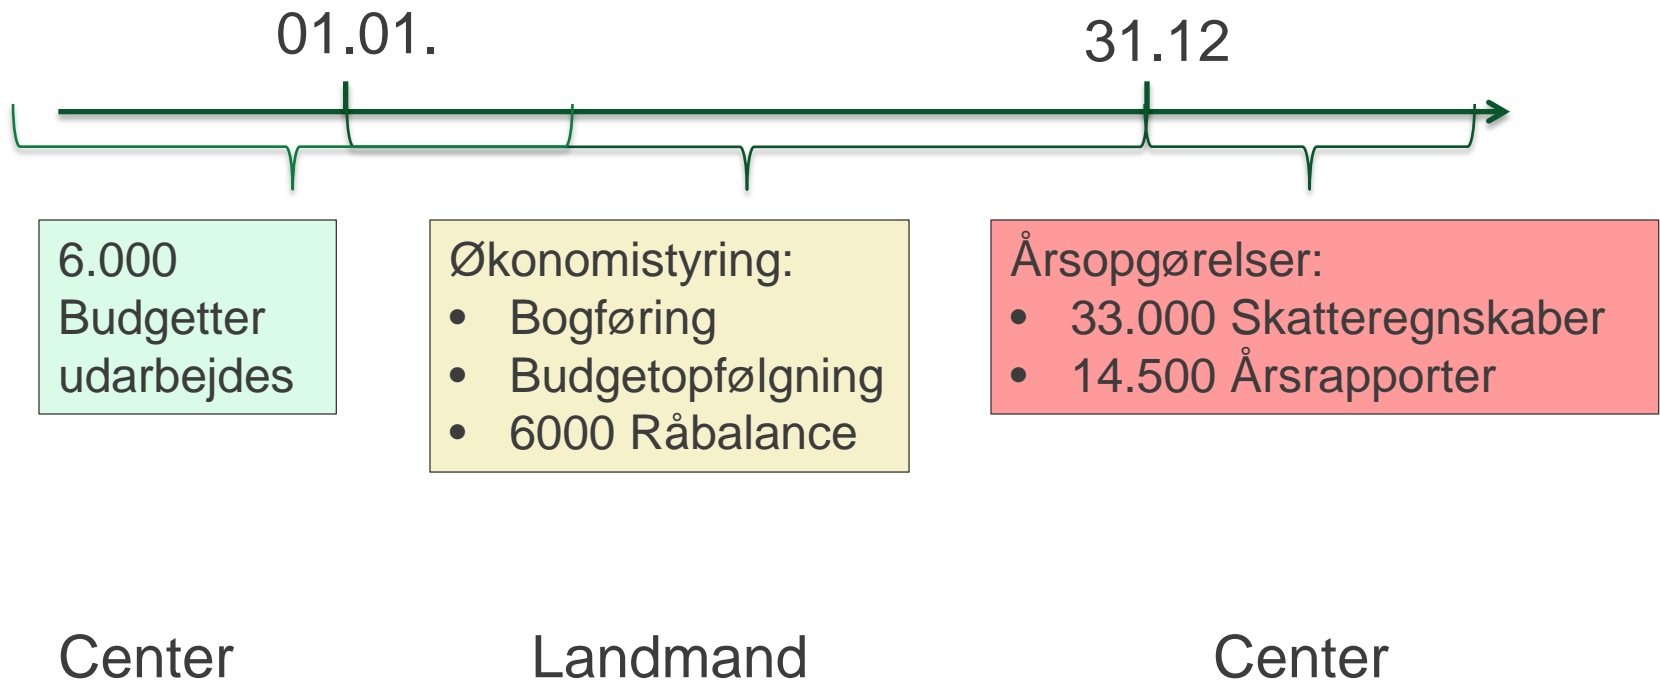 01.01.
31.12
6.000
Budgetter
udarbejdes
Økonomistyring:
• Bogføring
• Budgetopfølgning
• 6000 Råbalance
Årsopgørelser:
• 33.000 Skatteregnskaber
• 14.500 Årsrapporter
Center
Landmand
Center